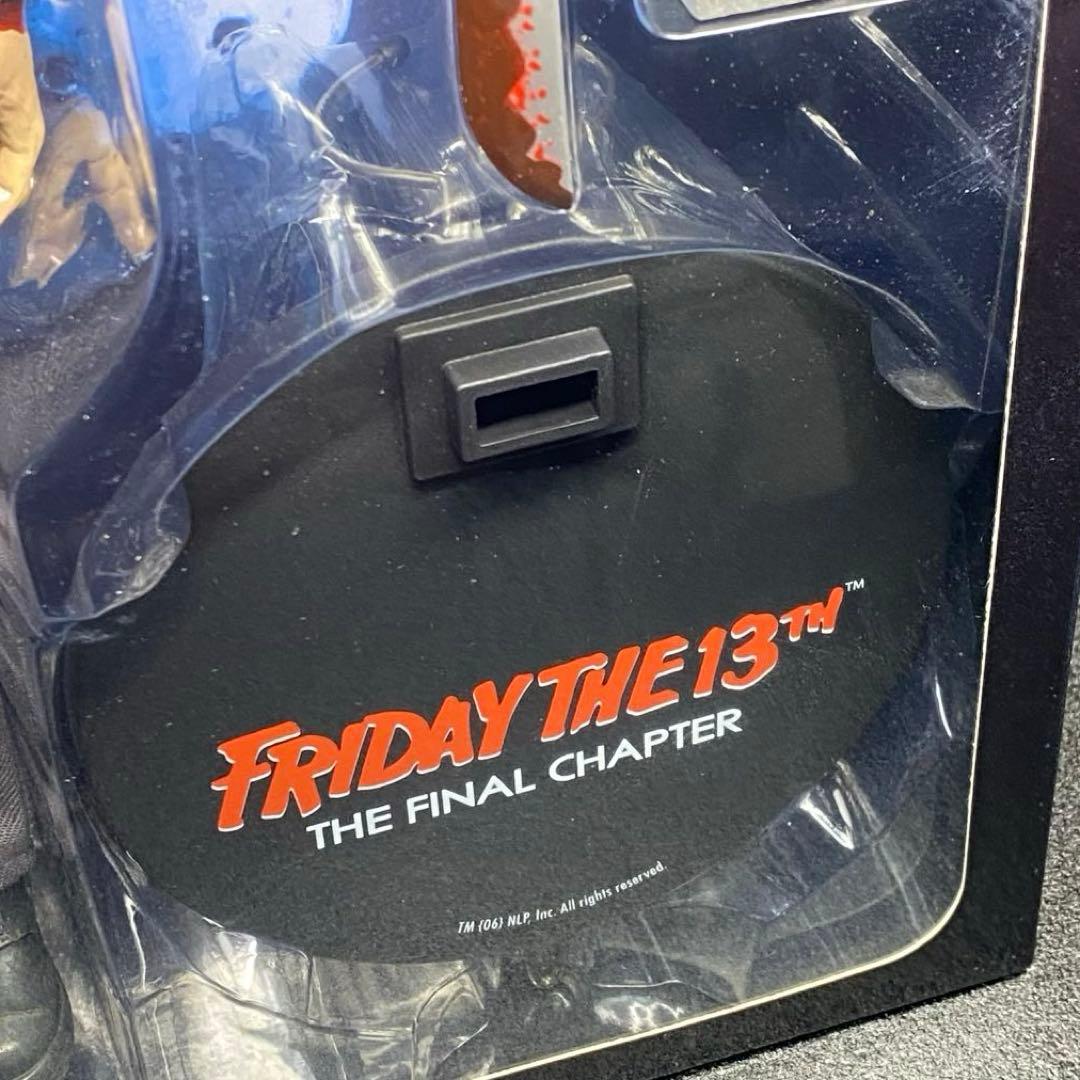 FRIDAY THE 13TH™
THE FINAL CHAPTER
TM {06} NLP, Inc. All rights reserved.